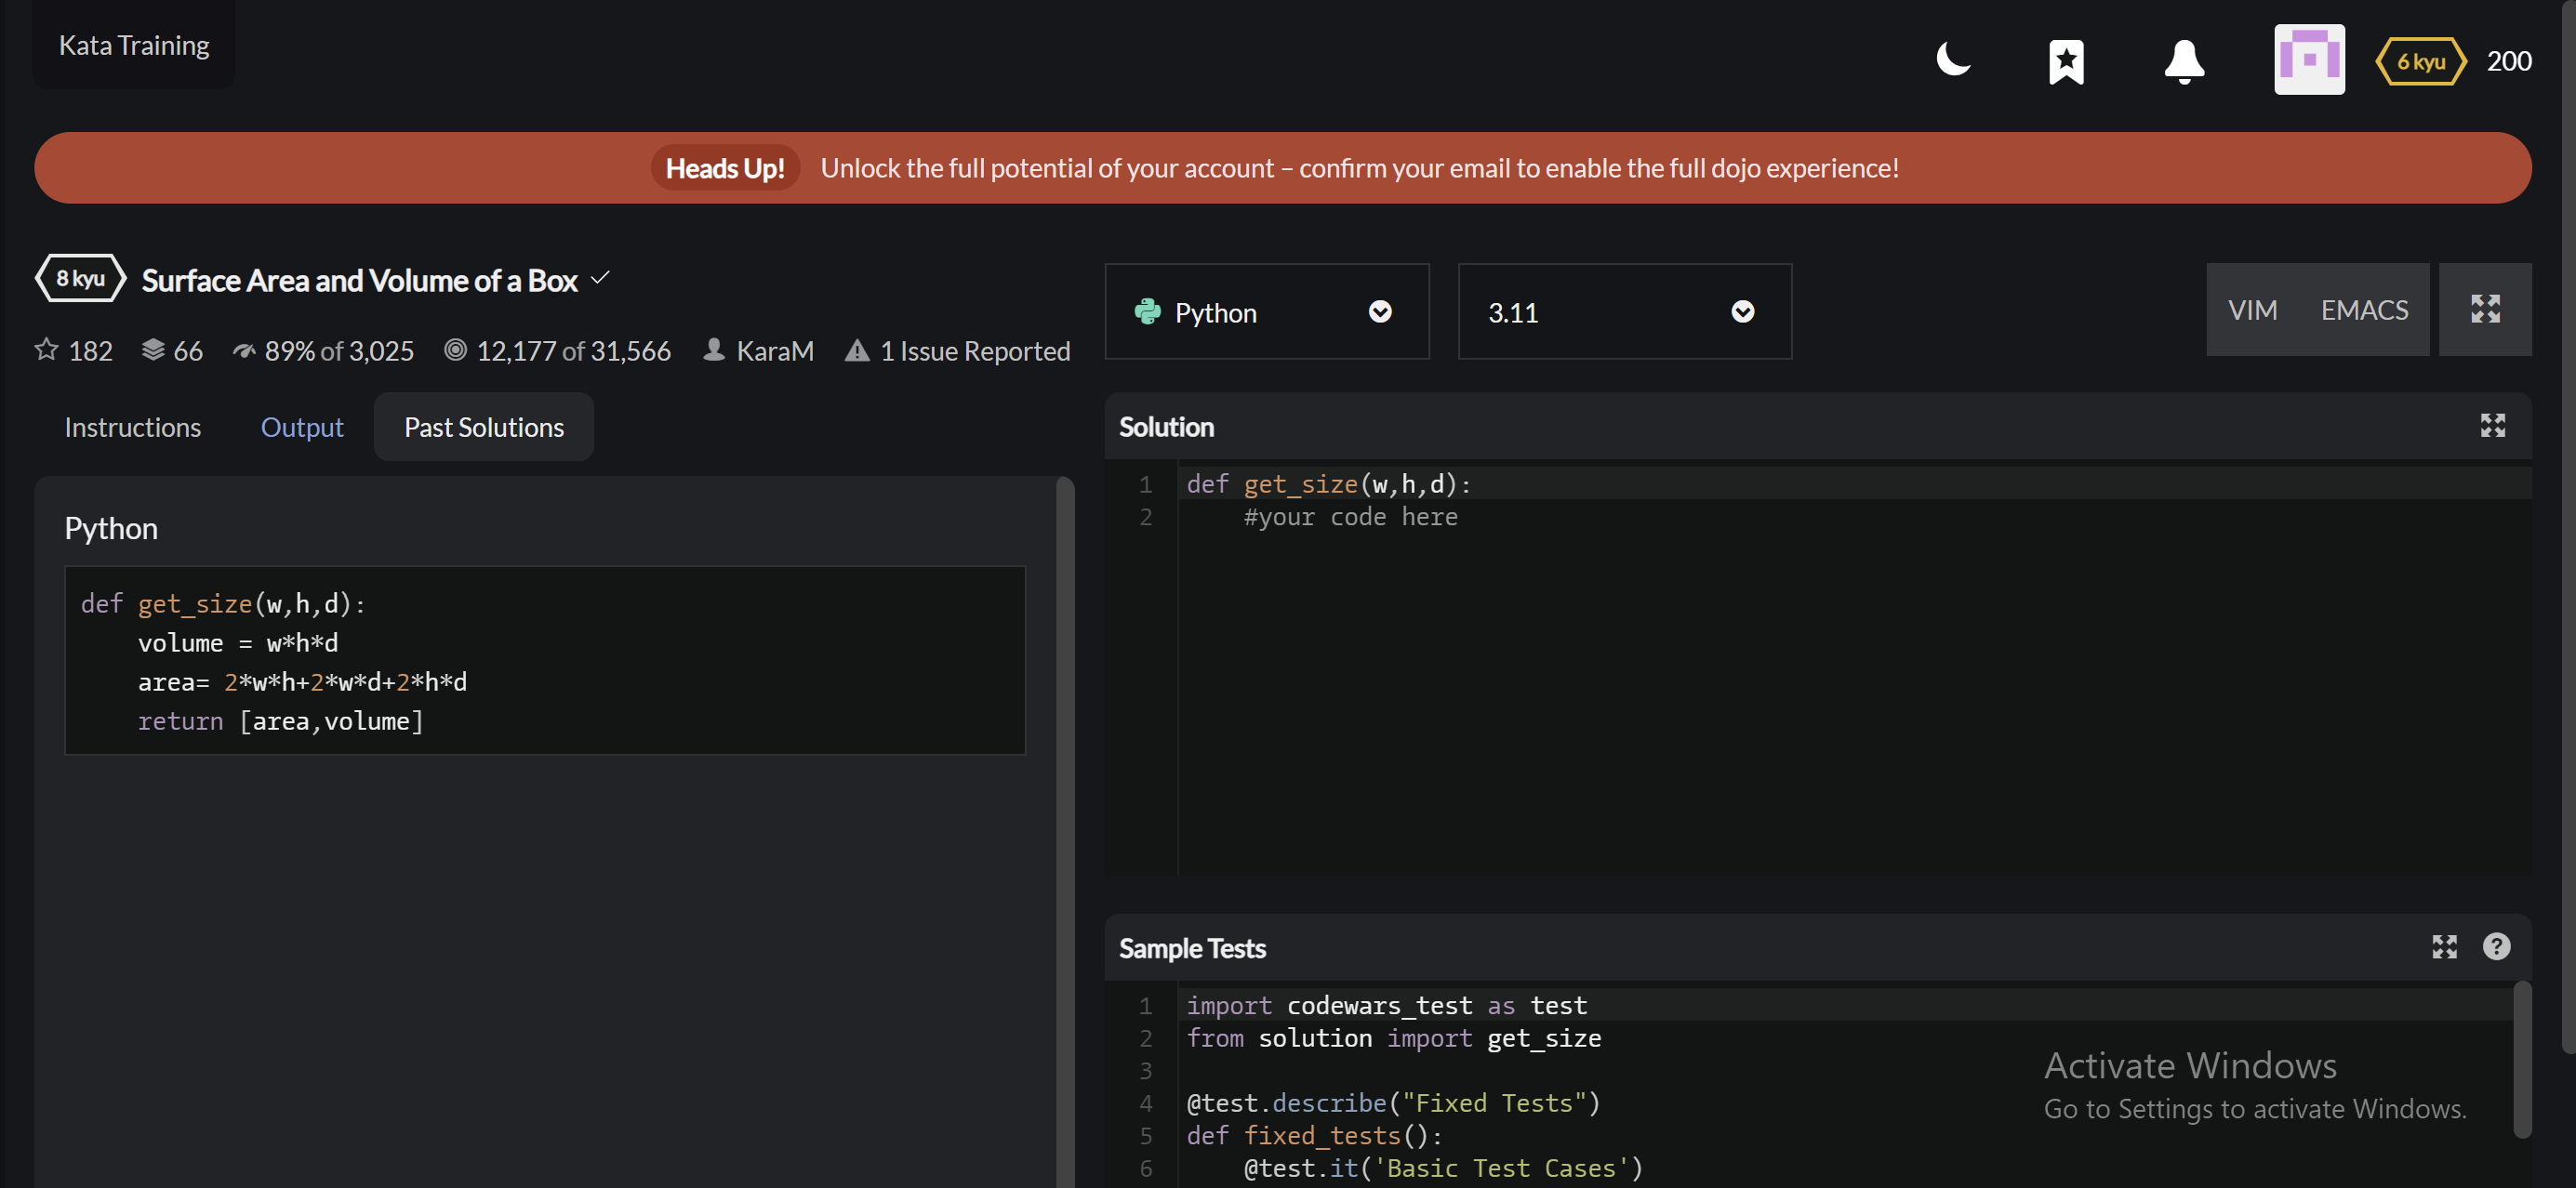 Kata Training
6 kyu 200
Heads Up! Unlock the full potential of your account – confirm your email to enable the full dojo experience!
8 kyu Surface Area and Volume of a Box
182 66 89% of 3,025 12,177 of 31,566 KaraM 1 Issue Reported
Python 3.11 VIM EMACS
Instructions Output Past Solutions
Python
def get_size(w,h,d):
    volume = w*h*d
    area= 2*w*h+2*w*d+2*h*d
    return [area,volume]
Solution
1 def get_size(w,h,d):
2     #your code here
Sample Tests
1 import codewars_test as test
2 from solution import get_size
3
4 @test.describe("Fixed Tests")
5 def fixed_tests():
6     @test.it('Basic Test Cases')
Activate Windows
Go to Settings to activate Windows.